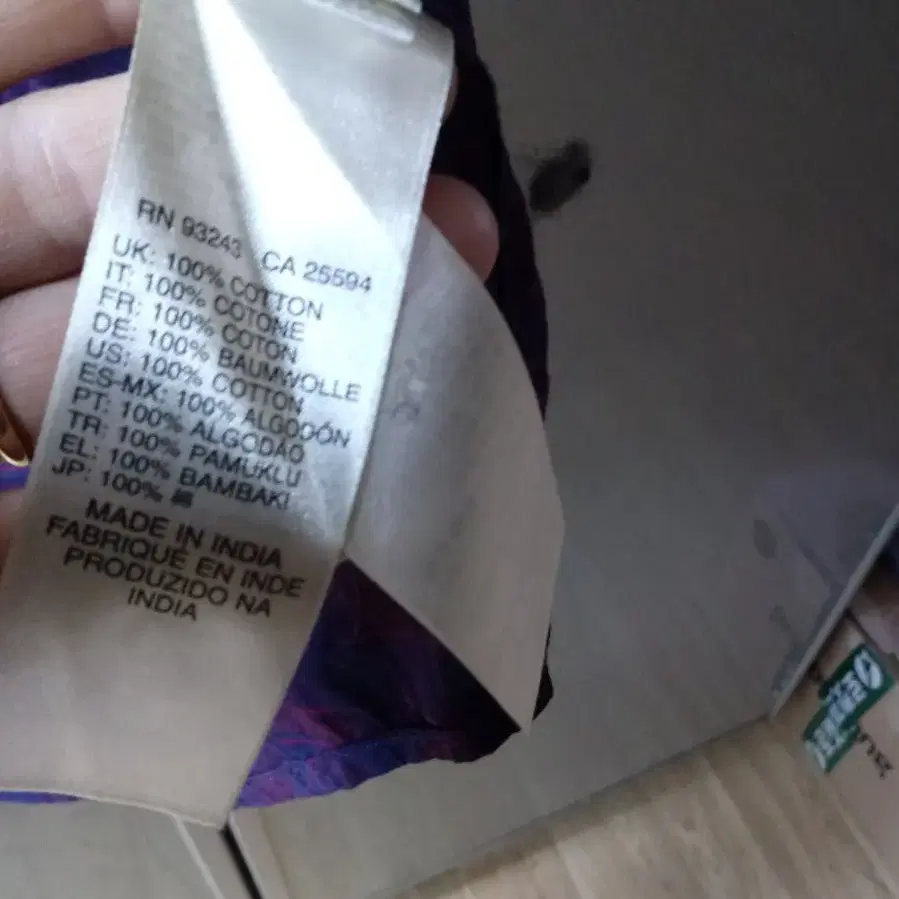 RN 93243 CA 25594
UK: 100% COTTON
IT: 100% COTONE
FR: 100% COTON
DE: 100% BAUMWOLLE
US: 100% COTTON
ES-MX: 100% ALGODÓN
PT: 100% ALGODÃO
TR: 100% PAMUKLU
EL: 100% BAMBAKI
JP: 100% 綿
MADE IN INDIA
FABRIQUÉ EN INDE
PRODUZIDO NA
INDIA